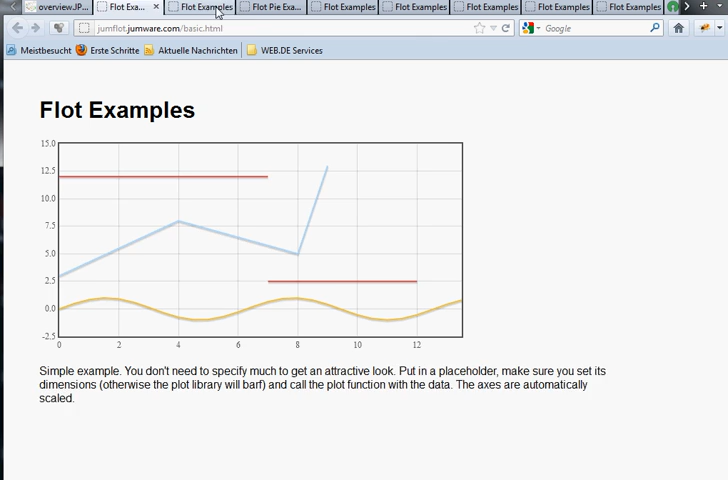 overviewJP...
Flot Exa...
Flot Examples
Flot Pie Exa...
Flot Examples
Flot Examples
Flot Examples
Flot Examples
Flot Examples
jumflot.jumware.com/basic.html
Google
Meistbesucht
Erste Schritte
Aktuelle Nachrichten
WEB.DE Services
Flot Examples
15.0
12.5
10.0
7.5
5.0
2.5
0.0
-2.5
0 2 4 6 8 10 12
Simple example. You don't need to specify much to get an attractive look. Put in a placeholder, make sure you set its
dimensions (otherwise the plot library will barf) and call the plot function with the data. The axes are automatically
scaled.